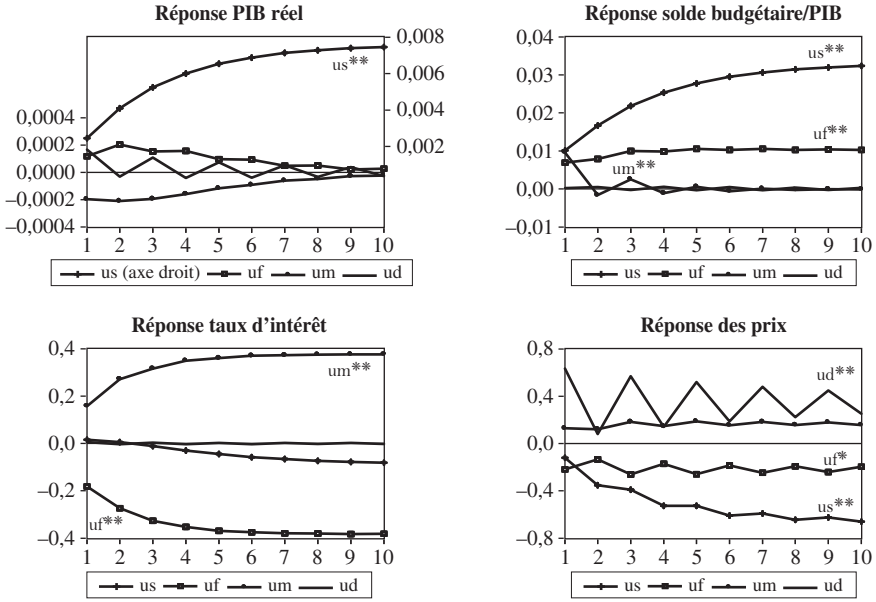 Réponse PIB réel
0,008
0,006
0,004
0,002
0,0004
0,0002
0,0000
–0,0002
–0,0004
us**
1 2 3 4 5 6 7 8 9 10
us (axe droit) uf um ud
Réponse solde budgétaire/PIB
0,04
0,03
0,02
0,01
0,00
–0,01
us**
uf**
um**
1 2 3 4 5 6 7 8 9 10
us uf um ud
Réponse taux d’intérêt
0,4
0,2
0,0
–0,2
–0,4
um**
uf**
1 2 3 4 5 6 7 8 9 10
us uf um ud
Réponse des prix
0,8
0,4
0,0
–0,4
–0,8
ud**
uf*
us**
1 2 3 4 5 6 7 8 9 10
us uf um ud